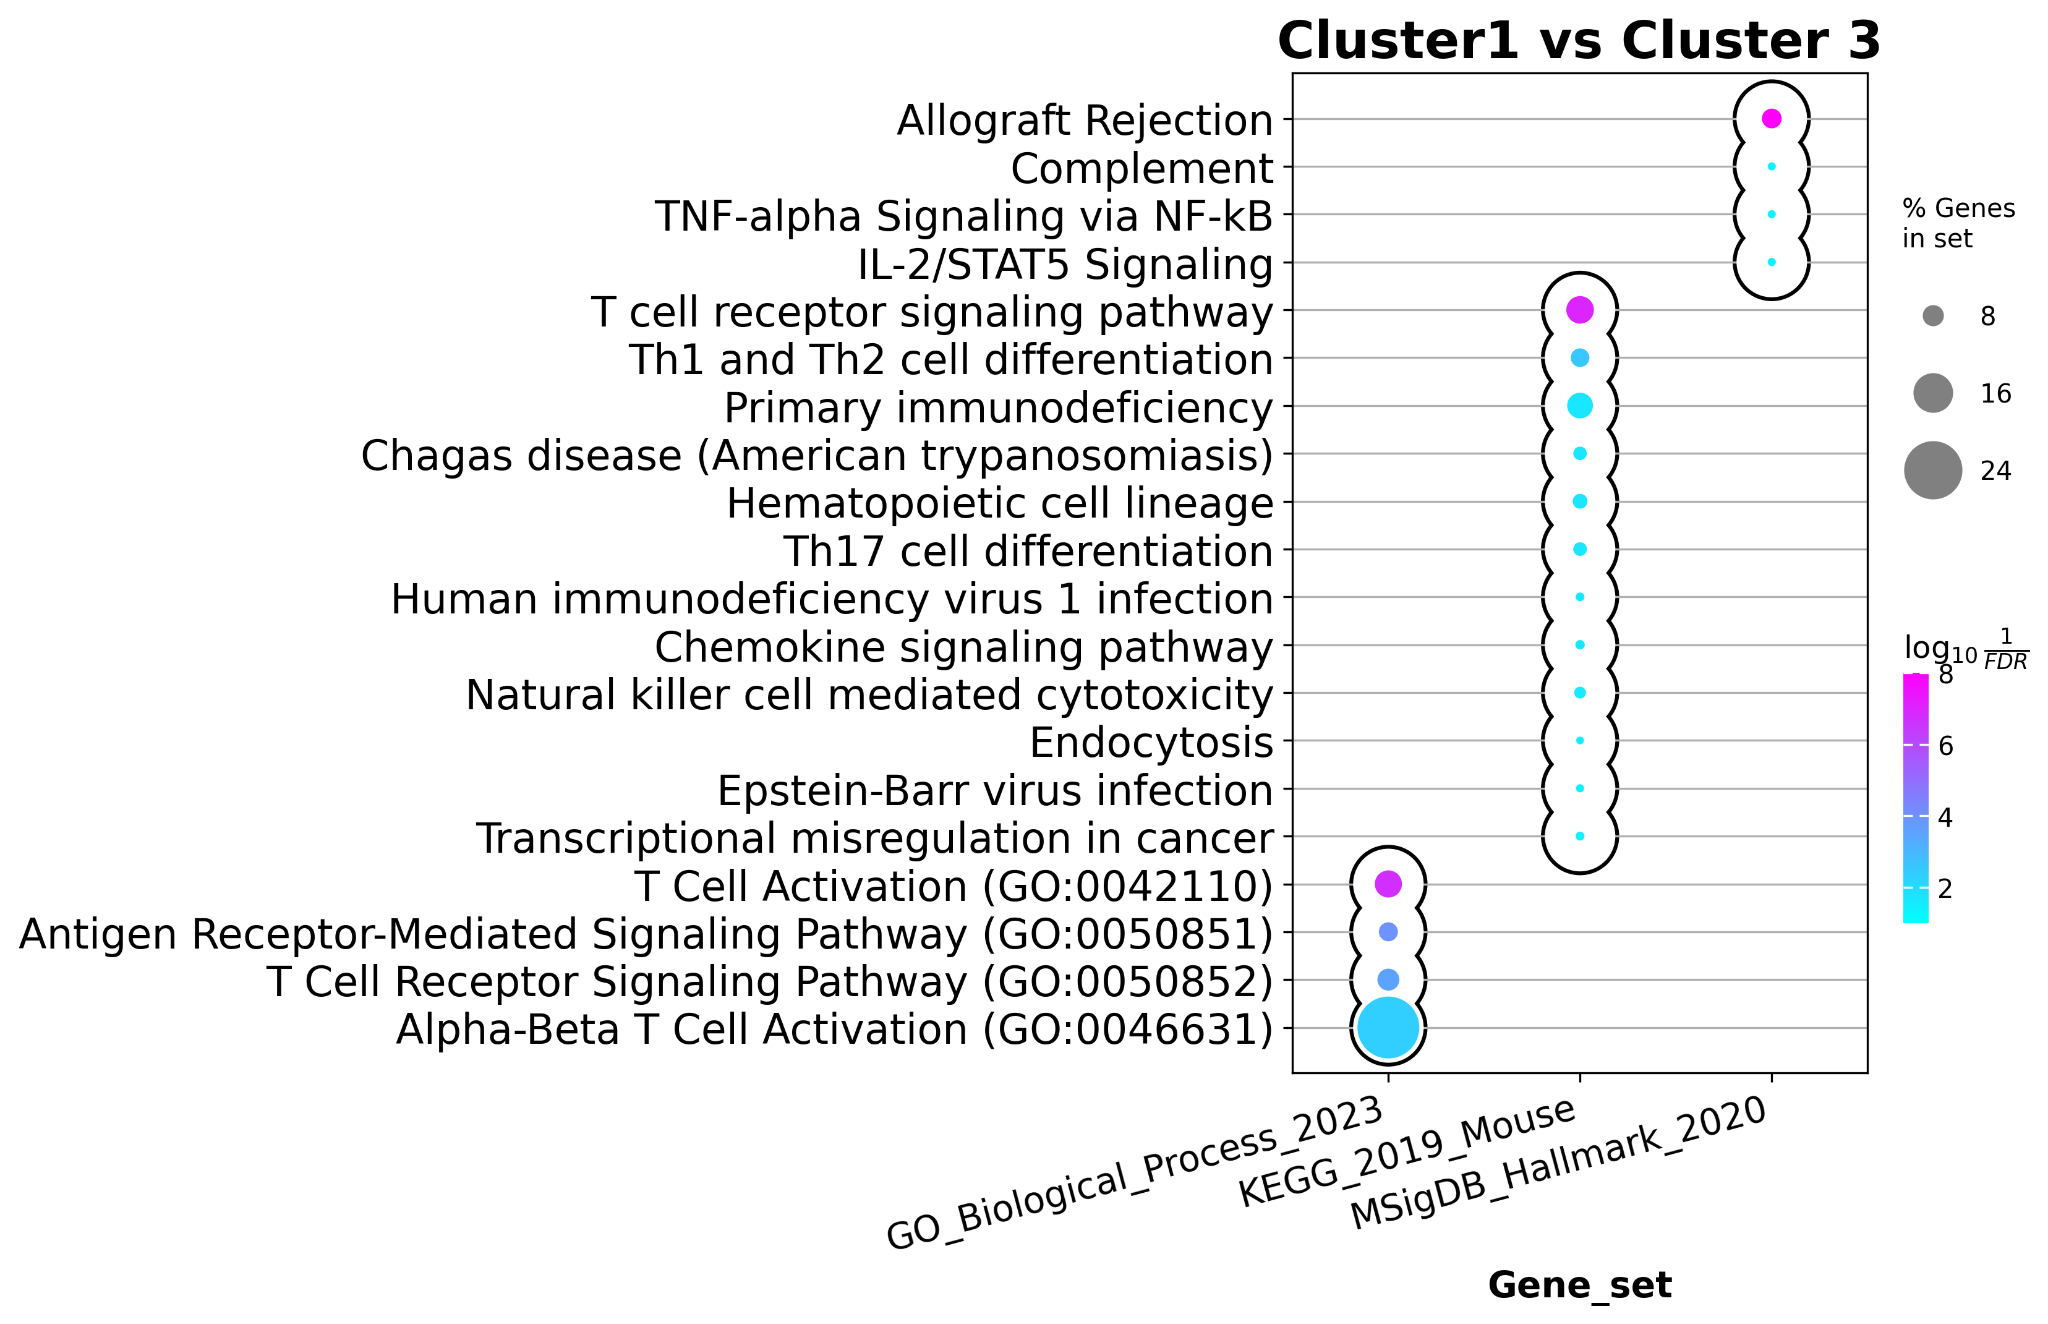 Cluster1 vs Cluster 3
Allograft Rejection
Complement
TNF-alpha Signaling via NF-kB
IL-2/STAT5 Signaling
T cell receptor signaling pathway
Th1 and Th2 cell differentiation
Primary immunodeficiency
Chagas disease (American trypanosomiasis)
Hematopoietic cell lineage
Th17 cell differentiation
Human immunodeficiency virus 1 infection
Chemokine signaling pathway
Natural killer cell mediated cytotoxicity
Endocytosis
Epstein-Barr virus infection
Transcriptional misregulation in cancer
T Cell Activation (GO:0042110)
Antigen Receptor-Mediated Signaling Pathway (GO:0050851)
T Cell Receptor Signaling Pathway (GO:0050852)
Alpha-Beta T Cell Activation (GO:0046631)
GO_Biological_Process_2023
KEGG_2019_Mouse
MSigDB_Hallmark_2020
Gene_set
% Genes
in set
8
16
24
log₁₀ 1/FDR
8
6
4
2